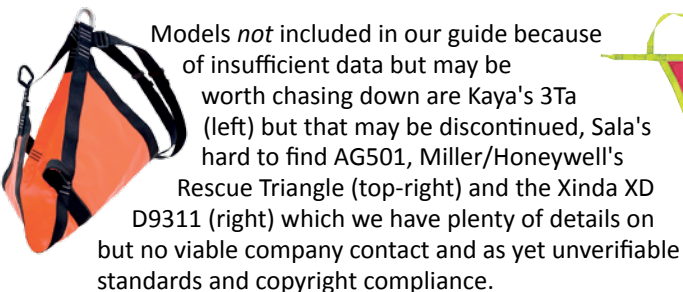 Models not included in our guide because
of insufficient data but may be
worth chasing down are Kaya's 3Ta
(left) but that may be discontinued, Sala's
hard to find AG501, Miller/Honeywell's
Rescue Triangle (top-right) and the Xinda XD
D9311 (right) which we have plenty of details on
but no viable company contact and as yet unverifiable
standards and copyright compliance.